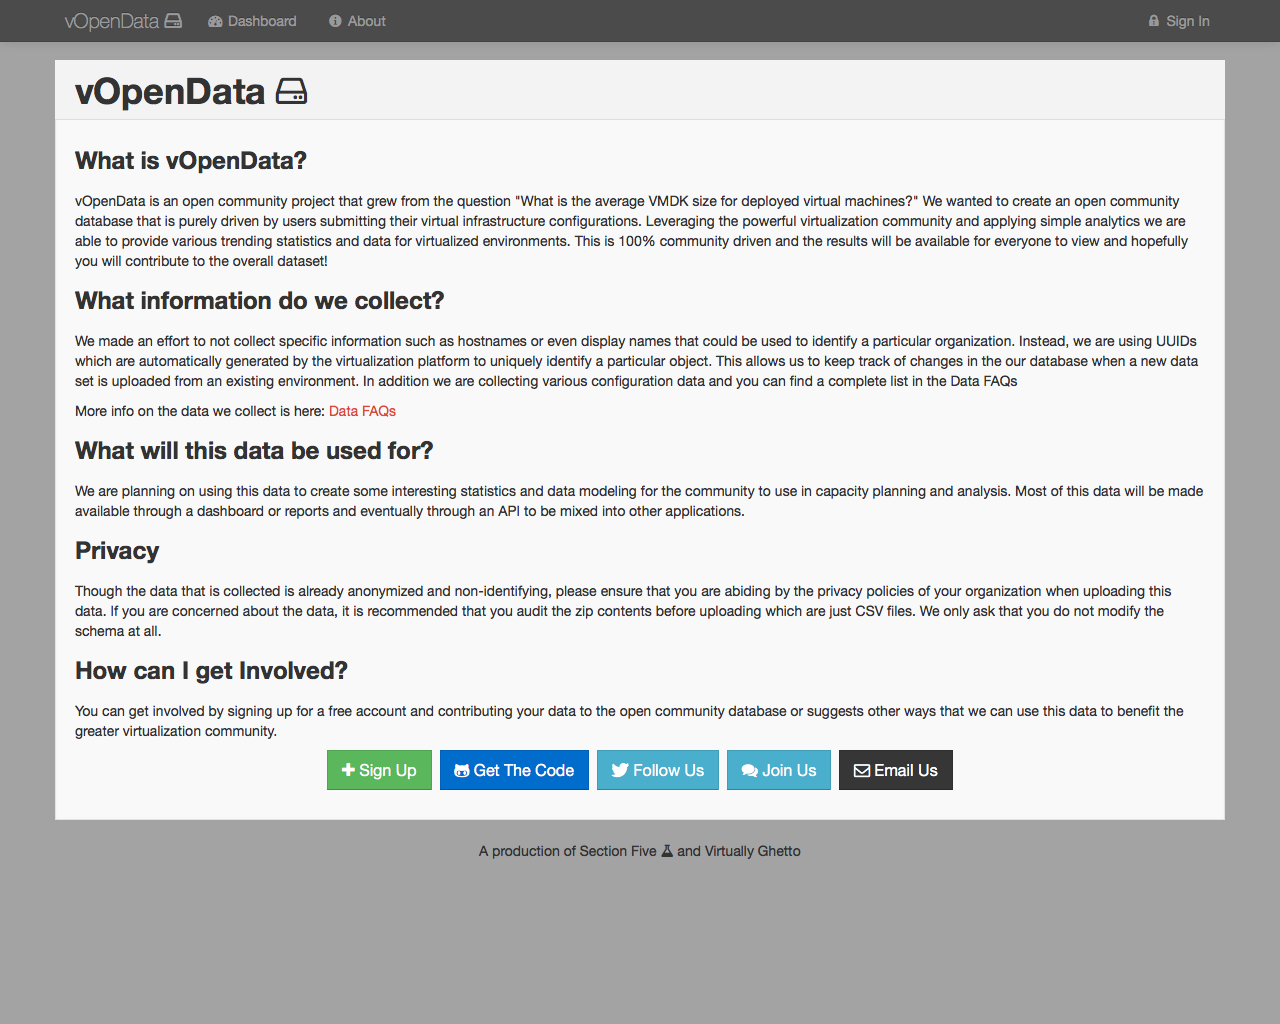 vOpenData Dashboard About Sign In
vOpenData
What is vOpenData?
vOpenData is an open community project that grew from the question "What is the average VMDK size for deployed virtual machines?" We wanted to create an open community
database that is purely driven by users submitting their virtual infrastructure configurations. Leveraging the powerful virtualization community and applying simple analytics we are
able to provide various trending statistics and data for virtualized environments. This is 100% community driven and the results will be available for everyone to view and hopefully
you will contribute to the overall dataset!
What information do we collect?
We made an effort to not collect specific information such as hostnames or even display names that could be used to identify a particular organization. Instead, we are using UUIDs
which are automatically generated by the virtualization platform to uniquely identify a particular object. This allows us to keep track of changes in the our database when a new data
set is uploaded from an existing environment. In addition we are collecting various configuration data and you can find a complete list in the Data FAQs
More info on the data we collect is here: Data FAQs
What will this data be used for?
We are planning on using this data to create some interesting statistics and data modeling for the community to use in capacity planning and analysis. Most of this data will be made
available through a dashboard or reports and eventually through an API to be mixed into other applications.
Privacy
Though the data that is collected is already anonymized and non-identifying, please ensure that you are abiding by the privacy policies of your organization when uploading this
data. If you are concerned about the data, it is recommended that you audit the zip contents before uploading which are just CSV files. We only ask that you do not modify the
schema at all.
How can I get Involved?
You can get involved by signing up for a free account and contributing your data to the open community database or suggests other ways that we can use this data to benefit the
greater virtualization community.
Sign Up Get The Code Follow Us Join Us Email Us
A production of Section Five and Virtually Ghetto